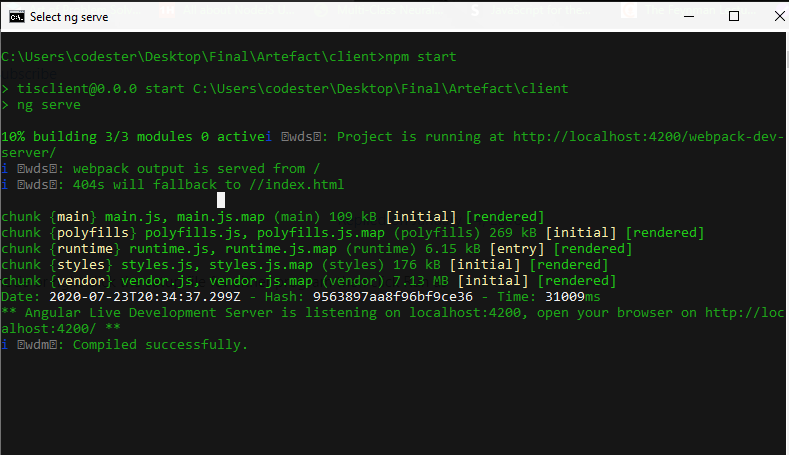 Select ng serve
C:\Users\codester\Desktop\Final\Artefact\client>npm start
> tisclient@0.0.0 start C:\Users\codester\Desktop\Final\Artefact\client
> ng serve
10% building 3/3 modules 0 activei ｢wds｣: Project is running at http://localhost:4200/webpack-dev-
server/
i ｢wds｣: webpack output is served from /
i ｢wds｣: 404s will fallback to //index.html
chunk {main} main.js, main.js.map (main) 109 kB [initial] [rendered]
chunk {polyfills} polyfills.js, polyfills.js.map (polyfills) 269 kB [initial] [rendered]
chunk {runtime} runtime.js, runtime.js.map (runtime) 6.15 kB [entry] [rendered]
chunk {styles} styles.js, styles.js.map (styles) 176 kB [initial] [rendered]
chunk {vendor} vendor.js, vendor.js.map (vendor) 7.13 MB [initial] [rendered]
Date: 2020-07-23T20:34:37.299Z - Hash: 9563897aa8f96bf9ce36 - Time: 31009ms
** Angular Live Development Server is listening on localhost:4200, open your browser on http://loc
alhost:4200/ **
i ｢wdm｣: Compiled successfully.